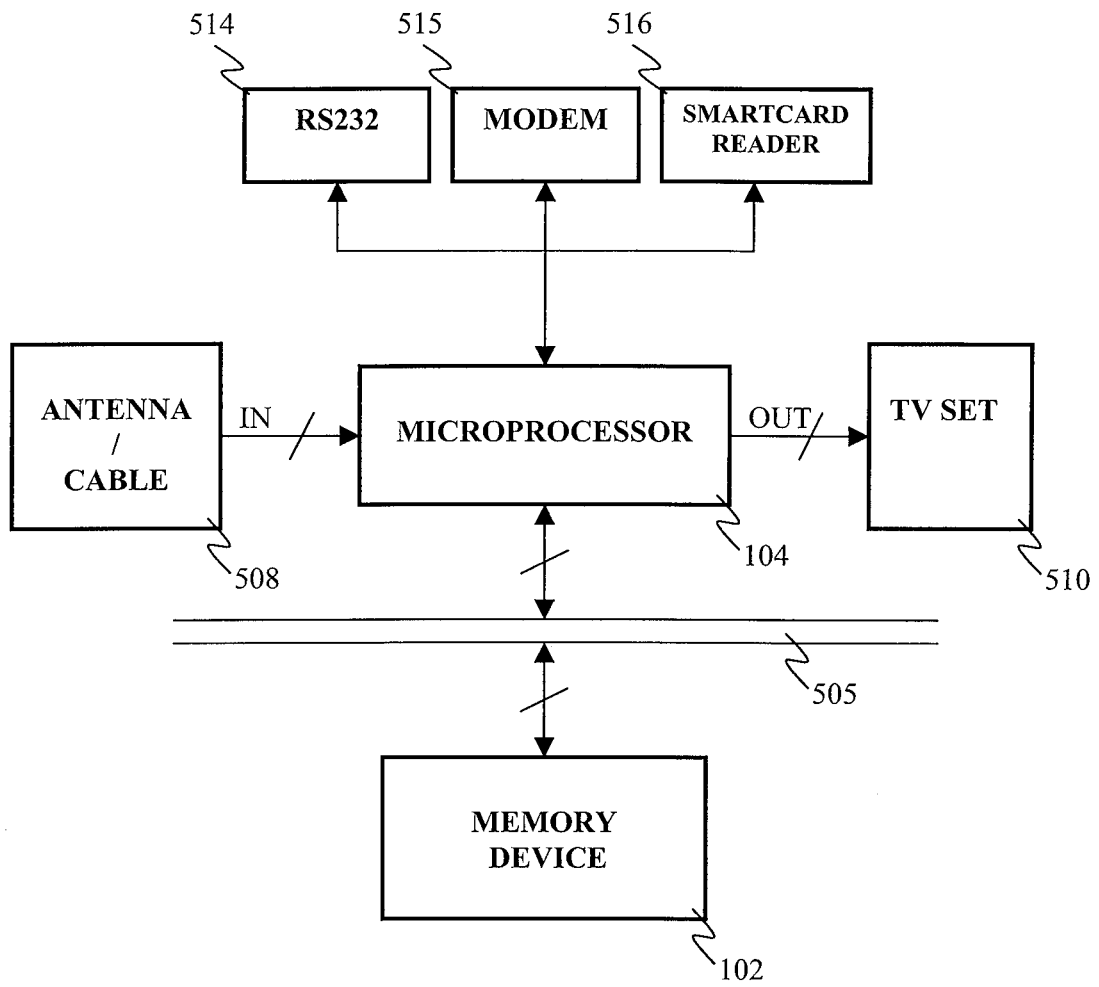 514
515
516
RS232
MODEM
SMARTCARD
READER
ANTENNA
/
CABLE
IN
MICROPROCESSOR
OUT
TV SET
508
104
510
505
MEMORY
DEVICE
102